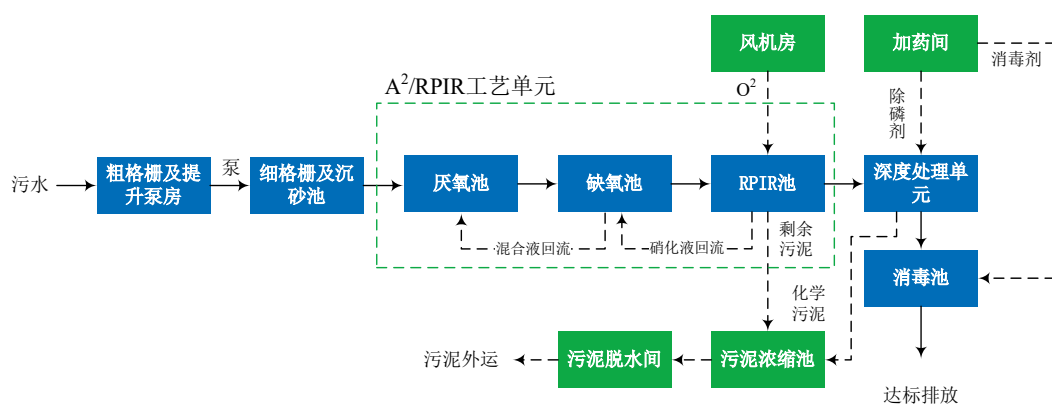 风机房
加药间
消毒剂
A²/RPIR工艺单元
O²
除
磷
剂
污水
粗格栅及提
升泵房
泵
细格栅及沉
砂池
厌氧池
缺氧池
RPIR池
深度处理单
元
混合液回流
硝化液回流
剩余
污泥
消毒池
化学
污泥
污泥外运
污泥脱水间
污泥浓缩池
达标排放